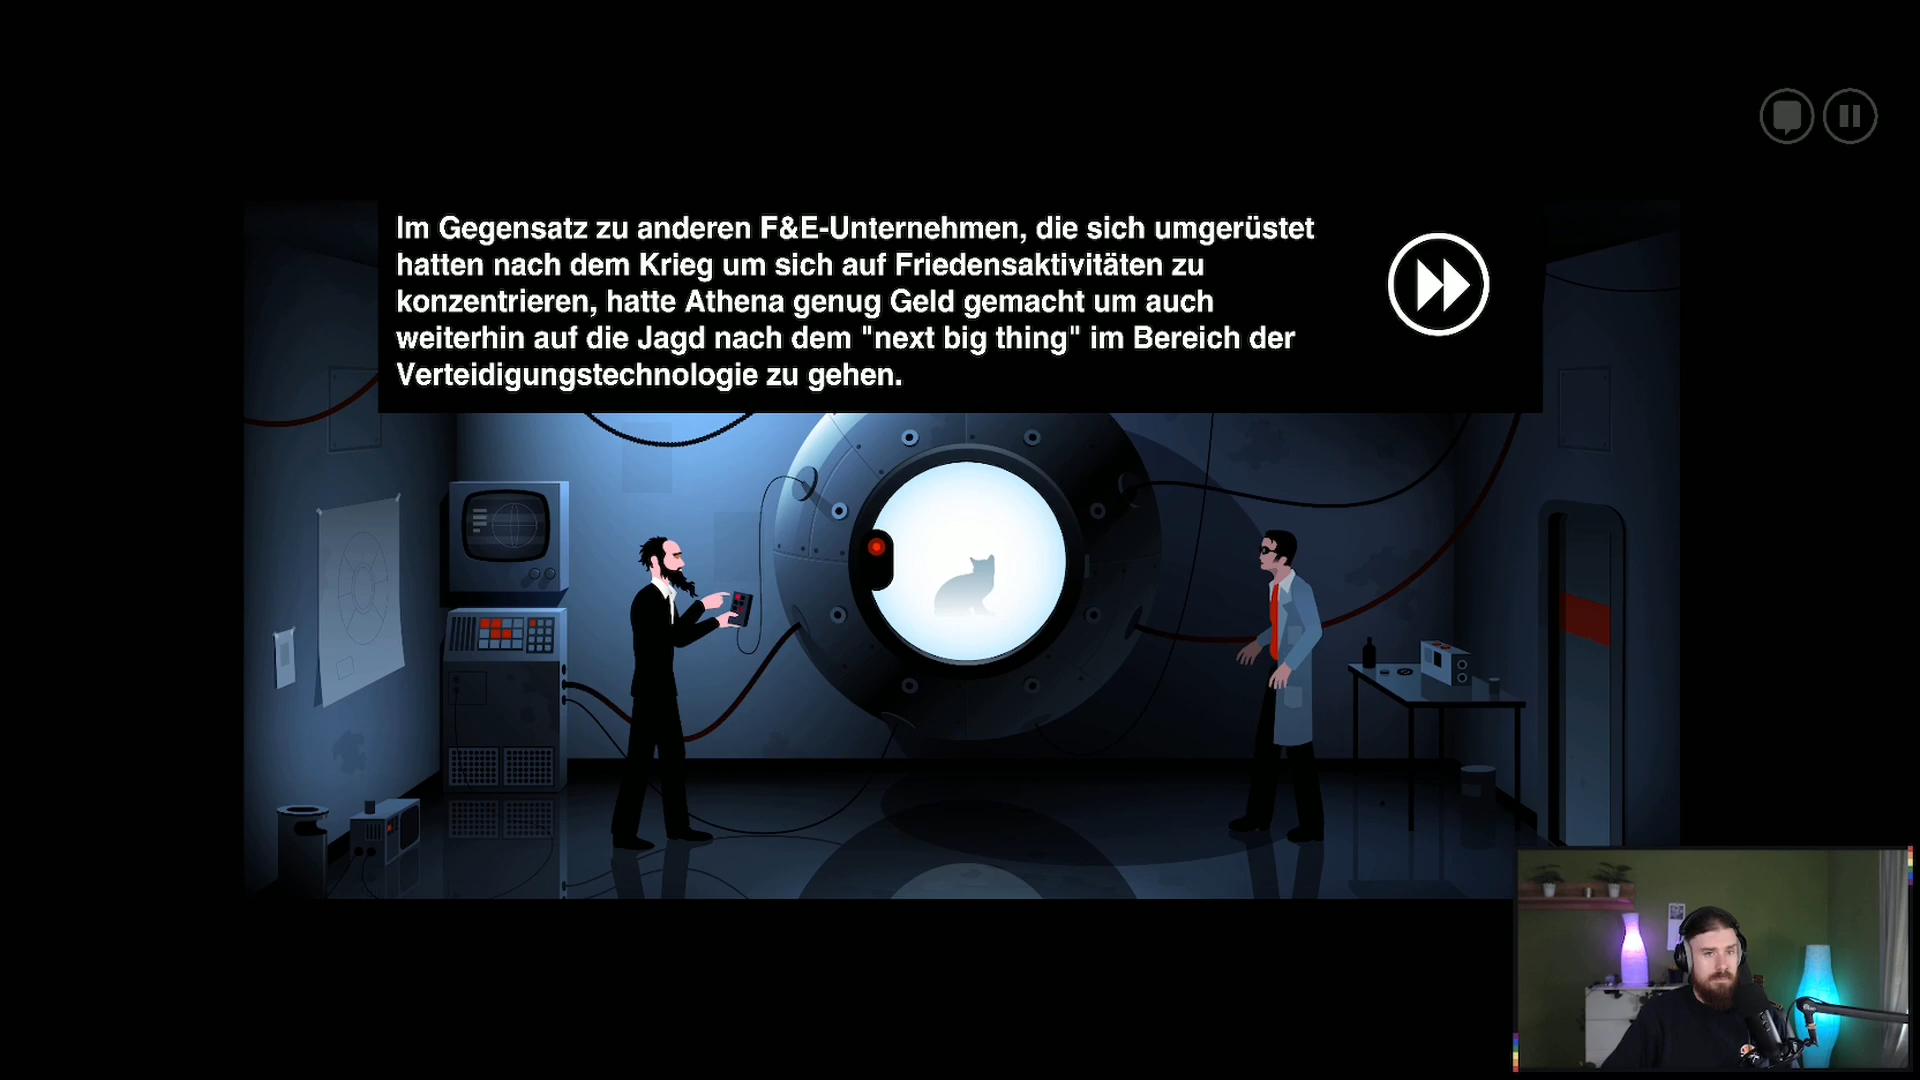 Im Gegensatz zu anderen F&E-Unternehmen, die sich umgerüstet
hatten nach dem Krieg um sich auf Friedensaktivitäten zu
konzentrieren, hatte Athena genug Geld gemacht um auch
weiterhin auf die Jagd nach dem "next big thing" im Bereich der
Verteidigungstechnologie zu gehen.